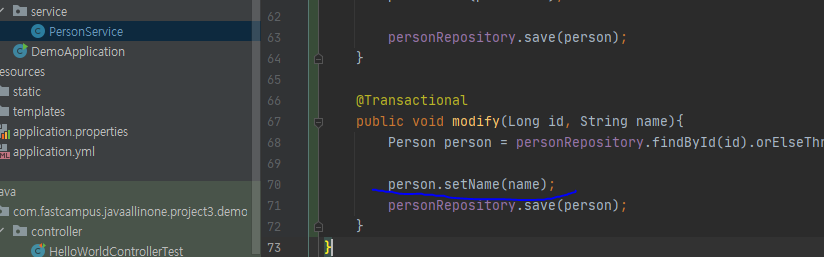 service
PersonService
DemoApplication
esources
static
templates
application.properties
application.yml
ava
com.fastcampus.javaallinone.project3.demo
controller
HelloWorldControllerTest
62
63 personRepository.save(person);
64 }
65
66 @Transactional
67 public void modify(Long id, String name){
68 Person person = personRepository.findById(id).orElseThr
69
70 person.setName(name);
71 personRepository.save(person);
72 }
73 }